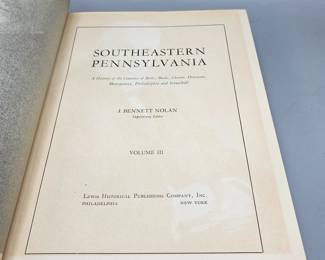 SOUTHEASTERN
PENNSYLVANIA
A History of the Counties of Berks, Bucks, Chester, Delaware,
Montgomery, Philadelphia and Schuylkill
J. BENNETT NOLAN
Supervising Editor
VOLUME III
LEWIS HISTORICAL PUBLISHING COMPANY, INC.
PHILADELPHIA NEW YORK